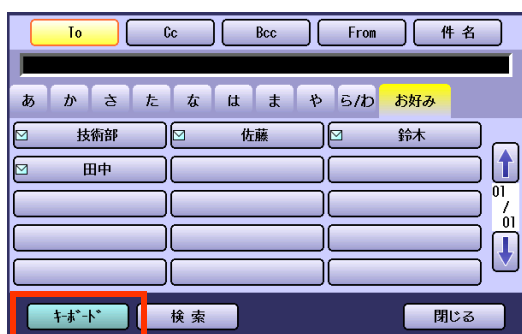 To Cc Bcc From 件 名
あ か さ た な は ま や ら/わ お好み
技術部 佐藤 鈴木
田中
01
/
01
ｷｰﾎﾞｰﾄﾞ 検 索 閉じる